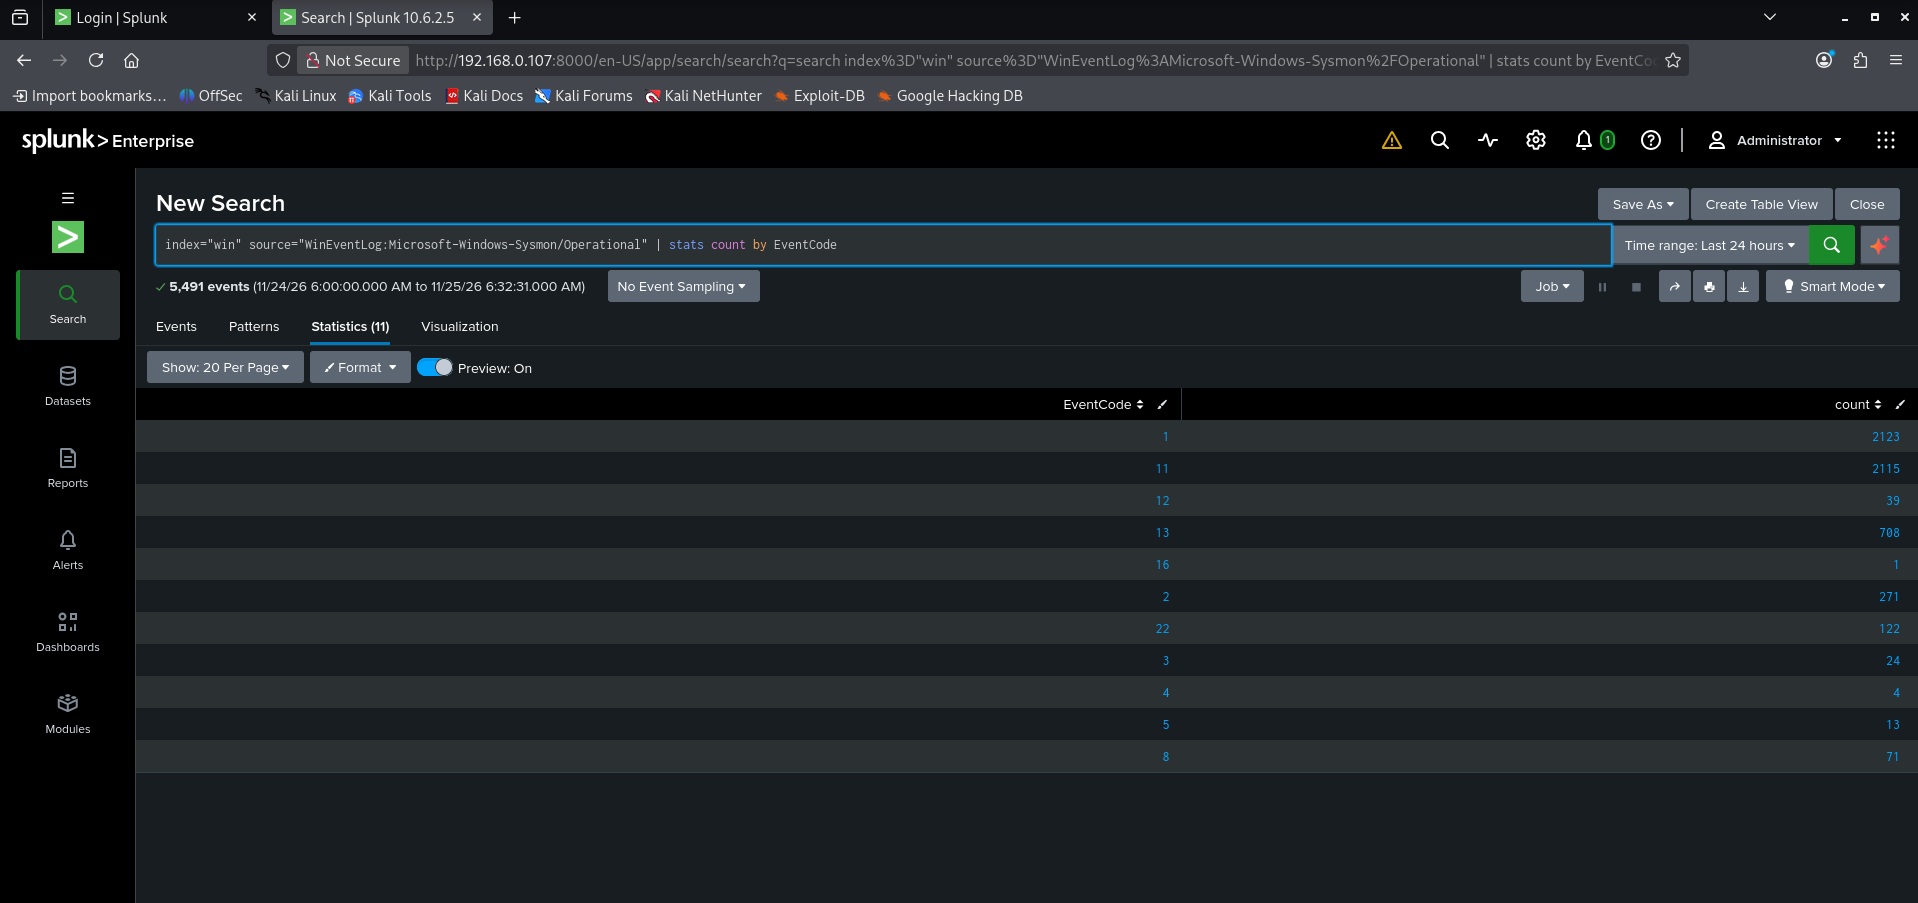 Login | Splunk
Search | Splunk 10.6.2.5
Not Secure
http://192.168.0.107:8000/en-US/app/search/search?q=search index%3D"win" source%3D"WinEventLog%3AMicrosoft-Windows-Sysmon%2FOperational" | stats count by EventCo
Import bookmarks... OffSec Kali Linux Kali Tools Kali Docs Kali Forums Kali NetHunter Exploit-DB Google Hacking DB
splunk> Enterprise
1
Administrator
New Search
Save As
Create Table View
Close
index="win" source="WinEventLog:Microsoft-Windows-Sysmon/Operational" | stats count by EventCode
Time range: Last 24 hours
5,491 events (11/24/26 6:00:00.000 AM to 11/25/26 6:32:31.000 AM)
No Event Sampling
Job
Smart Mode
Search
Datasets
Reports
Alerts
Dashboards
Modules
Events Patterns Statistics (11) Visualization
Show: 20 Per Page Format Preview: On
EventCode count
1 2123
11 2115
12 39
13 708
16 1
2 271
22 122
3 24
4 4
5 13
8 71